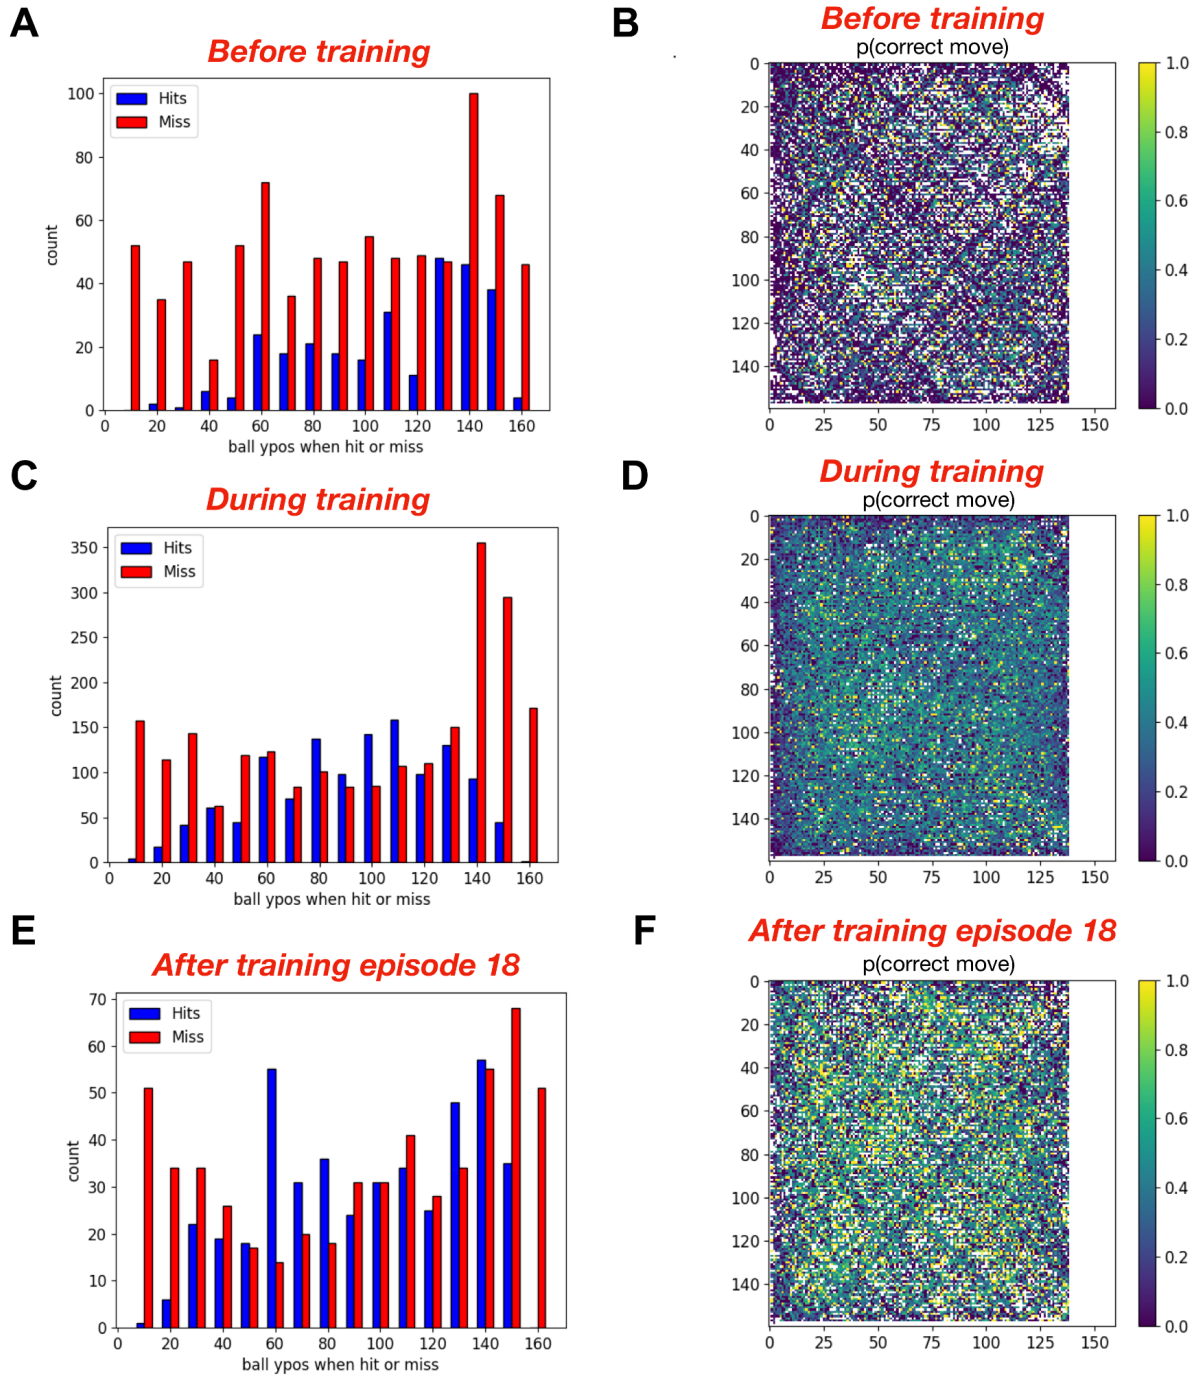 A
Before training
100
80
60
40
20
0
count
Hits
Miss
20 40 60 80 100 120 140 160
ball ypos when hit or miss
B
Before training
p(correct move)
0
20
40
60
80
100
120
140
0 25 50 75 100 125 150
1.0
0.8
0.6
0.4
0.2
0.0
C
During training
350
300
250
200
150
100
50
0
count
Hits
Miss
0 20 40 60 80 100 120 140 160
ball ypos when hit or miss
D
During training
p(correct move)
0
20
40
60
80
100
120
140
0 25 50 75 100 125 150
1.0
0.8
0.6
0.4
0.2
0.0
E
After training episode 18
70
60
50
40
30
20
10
0
count
Hits
Miss
0 20 40 60 80 100 120 140 160
ball ypos when hit or miss
F
After training episode 18
p(correct move)
0
20
40
60
80
100
120
140
0 25 50 75 100 125 150
1.0
0.8
0.6
0.4
0.2
0.0